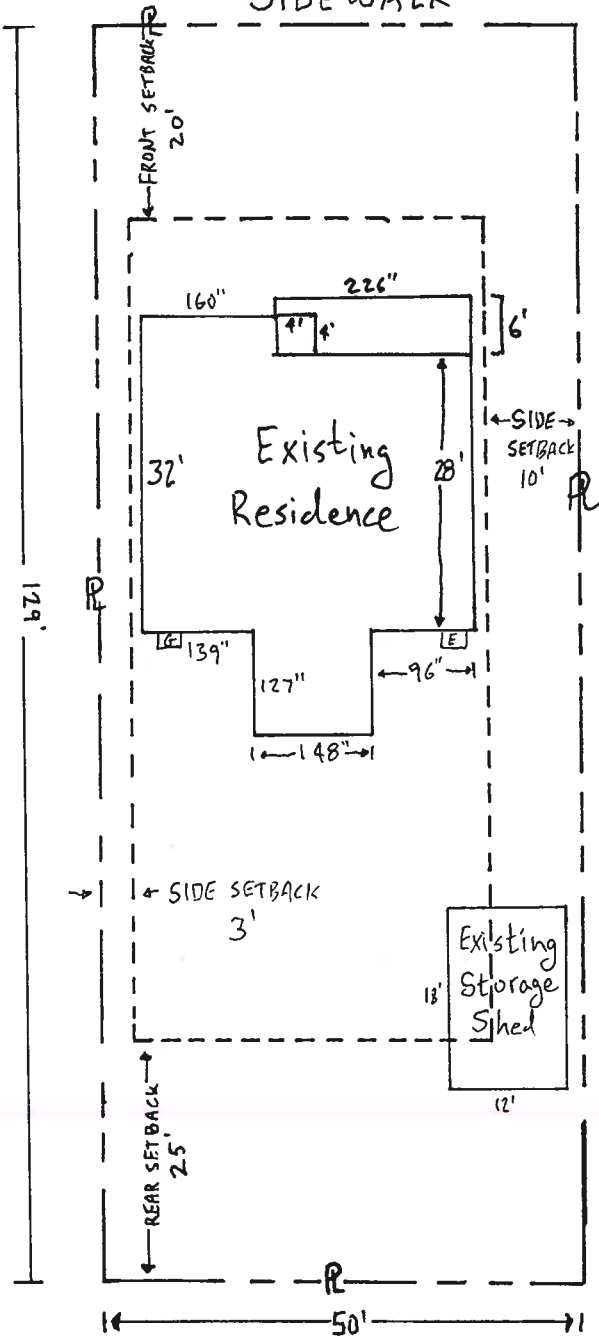 SIDEWALK
PL
FRONT SETBACK
20'
226"
160"
4'
4'
6'
SIDE
SETBACK
10'
PL
Existing
Residence
32'
28'
129'
PL
G
139"
E
127"
96"
148"
SIDE SETBACK
3'
Existing
Storage
Shed
18'
12'
REAR SETBACK
25'
PL
50'